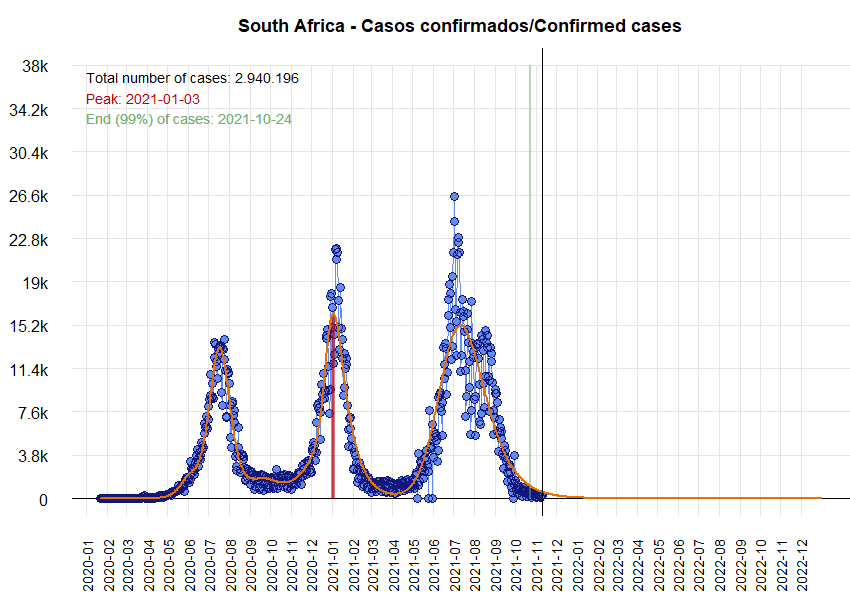 South Africa - Casos confirmados/Confirmed cases
38k
Total number of cases: 2.940.196
Peak: 2021-01-03
34.2k
End (99%) of cases: 2021-10-24
30.4k
26.6k
22.8k
19k
15.2k
11.4k
7.6k
3.8k
0
2020-01
2020-02
2020-03
2020-04
2020-05
2020-06
2020-07
2020-08
2020-09
2020-10
2020-11
2020-12
2021-01
2021-02
2021-03
2021-04
2021-05
2021-06
2021-07
2021-08
2021-09
2021-10
2021-11
2021-12
2022-01
2022-02
2022-03
2022-04
2022-05
2022-06
2022-07
2022-08
2022-09
2022-10
2022-11
2022-12